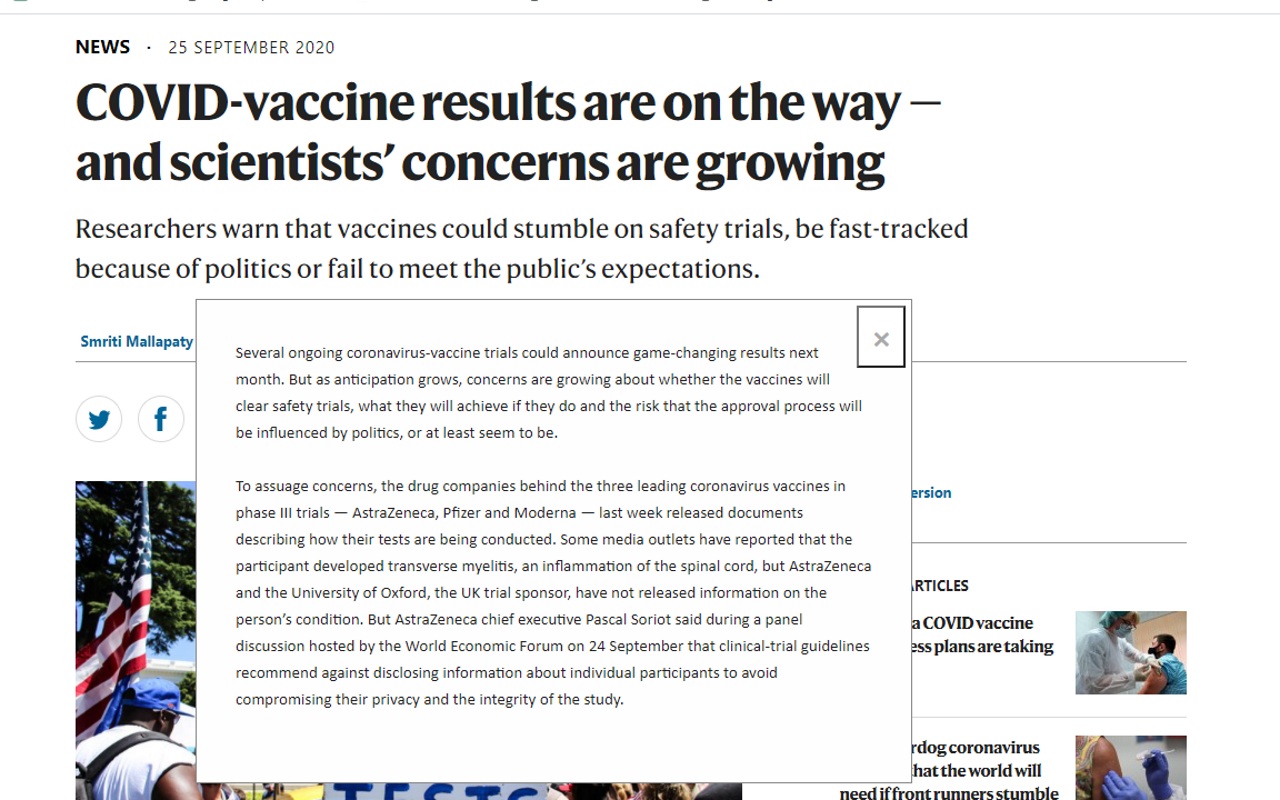 NEWS · 25 SEPTEMBER 2020
COVID-vaccine results are on the way —
and scientists’ concerns are growing
Researchers warn that vaccines could stumble on safety trials, be fast-tracked
because of politics or fail to meet the public’s expectations.
Smriti Mallapaty
×
Several ongoing coronavirus-vaccine trials could announce game-changing results next
month. But as anticipation grows, concerns are growing about whether the vaccines will
clear safety trials, what they will achieve if they do and the risk that the approval process will
be influenced by politics, or at least seem to be.
To assuage concerns, the drug companies behind the three leading coronavirus vaccines in
phase III trials — AstraZeneca, Pfizer and Moderna — last week released documents
describing how their tests are being conducted. Some media outlets have reported that the
participant developed transverse myelitis, an inflammation of the spinal cord, but AstraZeneca
and the University of Oxford, the UK trial sponsor, have not released information on the
person’s condition. But AstraZeneca chief executive Pascal Soriot said during a panel
discussion hosted by the World Economic Forum on 24 September that clinical-trial guidelines
recommend against disclosing information about individual participants to avoid
compromising their privacy and the integrity of the study.
ersion
ARTICLES
a COVID vaccine
ess plans are taking
rdog coronavirus
hat the world will
need if front runners stumble
TESTS